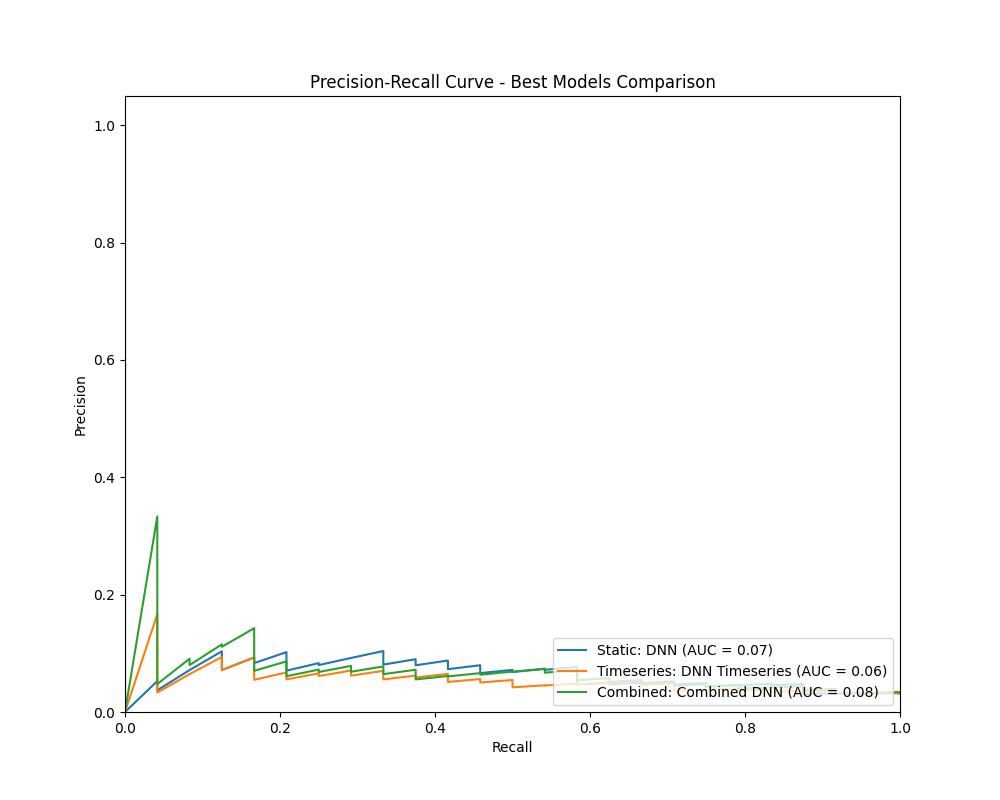 Precision-Recall Curve - Best Models Comparison
1.0
0.8
0.6
0.4
0.2
0.0
Precision
Static: DNN (AUC = 0.07)
Timeseries: DNN Timeseries (AUC = 0.06)
Combined: Combined DNN (AUC = 0.08)
0.0 0.2 0.4 0.6 0.8 1.0
Recall